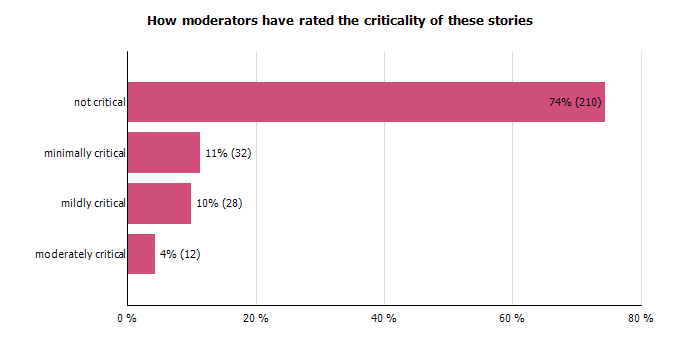 How moderators have rated the criticality of these stories
not critical
74% (210)
minimally critical
11% (32)
mildly critical
10% (28)
moderately critical
4% (12)
0 %
20 %
40 %
60 %
80 %